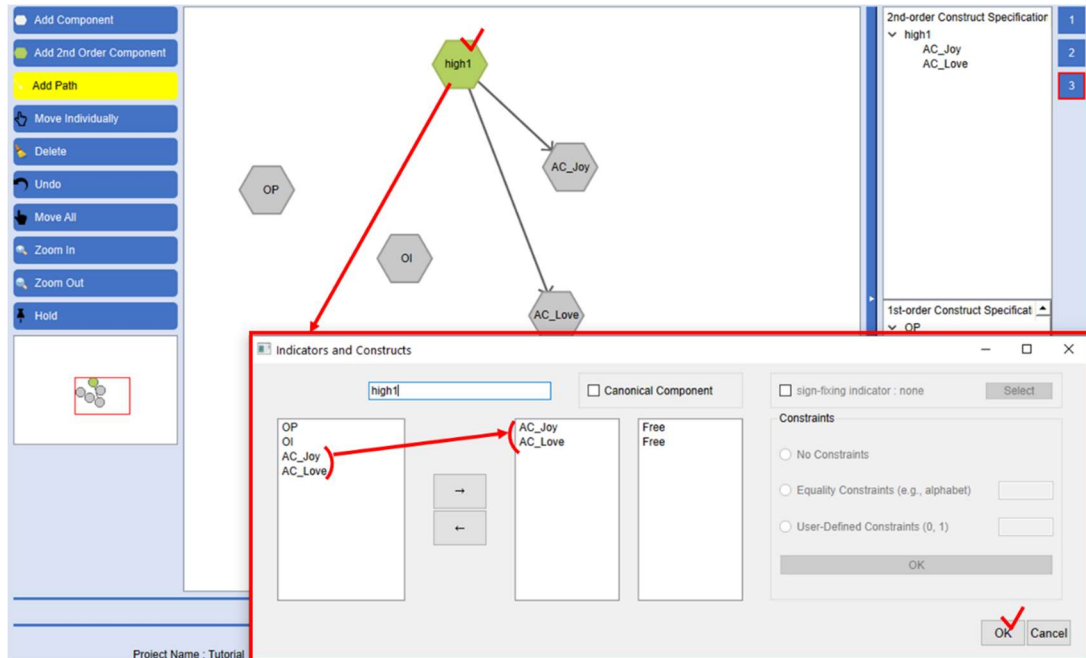 Add Component
Add 2nd Order Component
Add Path
Move Individually
Delete
Undo
Move All
Zoom In
Zoom Out
Hold
high1
AC_Joy
OP
OI
AC_Love
2nd-order Construct Specification
high1
AC_Joy
AC_Love
1st-order Construct Specificati
OP
1
2
3
Indicators and Constructs
high1
Canonical Component
sign-fixing indicator : none
Select
OP
OI
AC_Joy
AC_Love
→
←
AC_Joy
AC_Love
Free
Free
Constraints
No Constraints
Equality Constraints (e.g., alphabet)
User-Defined Constraints (0, 1)
OK
OK
Cancel
Project Name : Tutorial